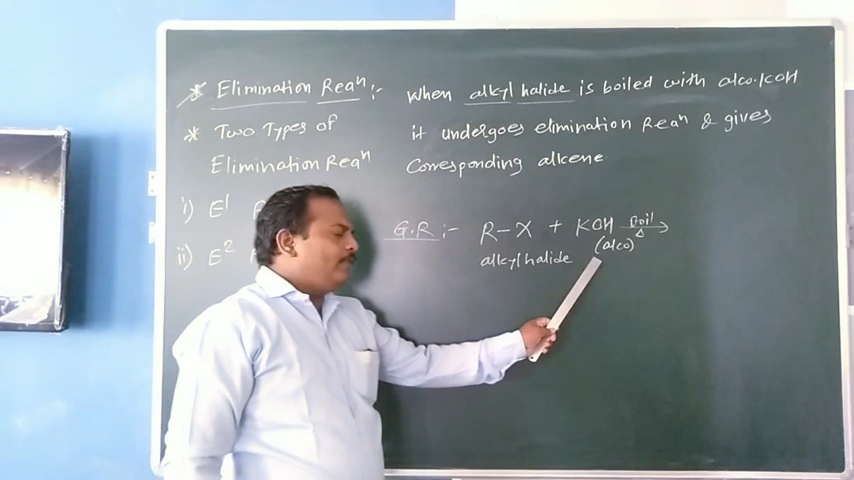 * Elimination Reaⁿ :-
* Two Types of
Elimination Reaⁿ
i) E¹
ii) E²
When alkyl halide is boiled with alco.KOH
it undergoes elimination Reaⁿ & gives
Corresponding alkene
G.R :- R-X + KOH boil →
alkyl halide (alco) Δ